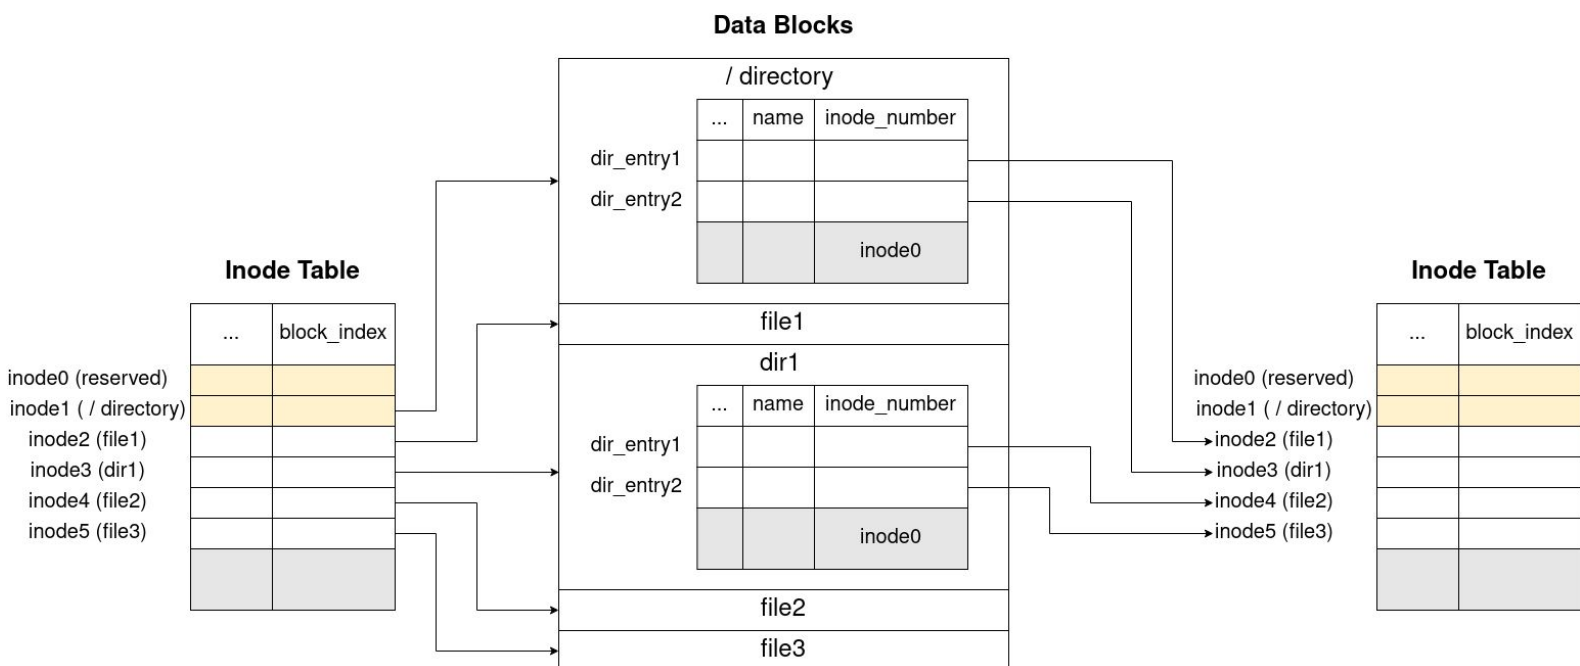 Data Blocks
/ directory
... name inode_number
dir_entry1
dir_entry2
inode0
Inode Table
... block_index
inode0 (reserved)
inode1 ( / directory)
inode2 (file1)
inode3 (dir1)
inode4 (file2)
inode5 (file3)
file1
dir1
... name inode_number
dir_entry1
dir_entry2
inode0
file2
file3
Inode Table
... block_index
inode0 (reserved)
inode1 ( / directory)
inode2 (file1)
inode3 (dir1)
inode4 (file2)
inode5 (file3)